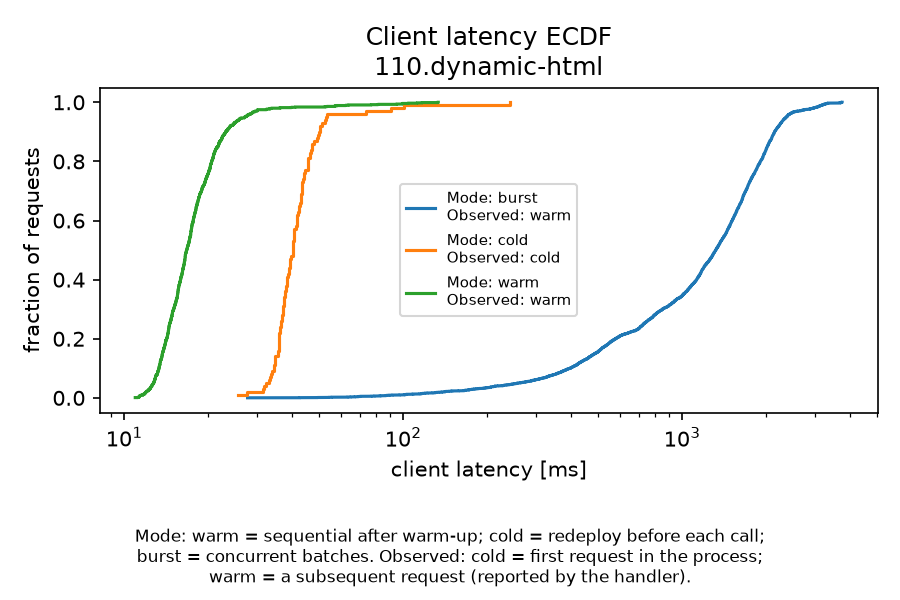 Client latency ECDF
110.dynamic-html
fraction of requests
1.0
0.8
0.6
0.4
0.2
0.0
Mode: burst
Observed: warm
Mode: cold
Observed: cold
Mode: warm
Observed: warm
10¹
10²
10³
client latency [ms]
Mode: warm = sequential after warm-up; cold = redeploy before each call;
burst = concurrent batches. Observed: cold = first request in the process;
warm = a subsequent request (reported by the handler).